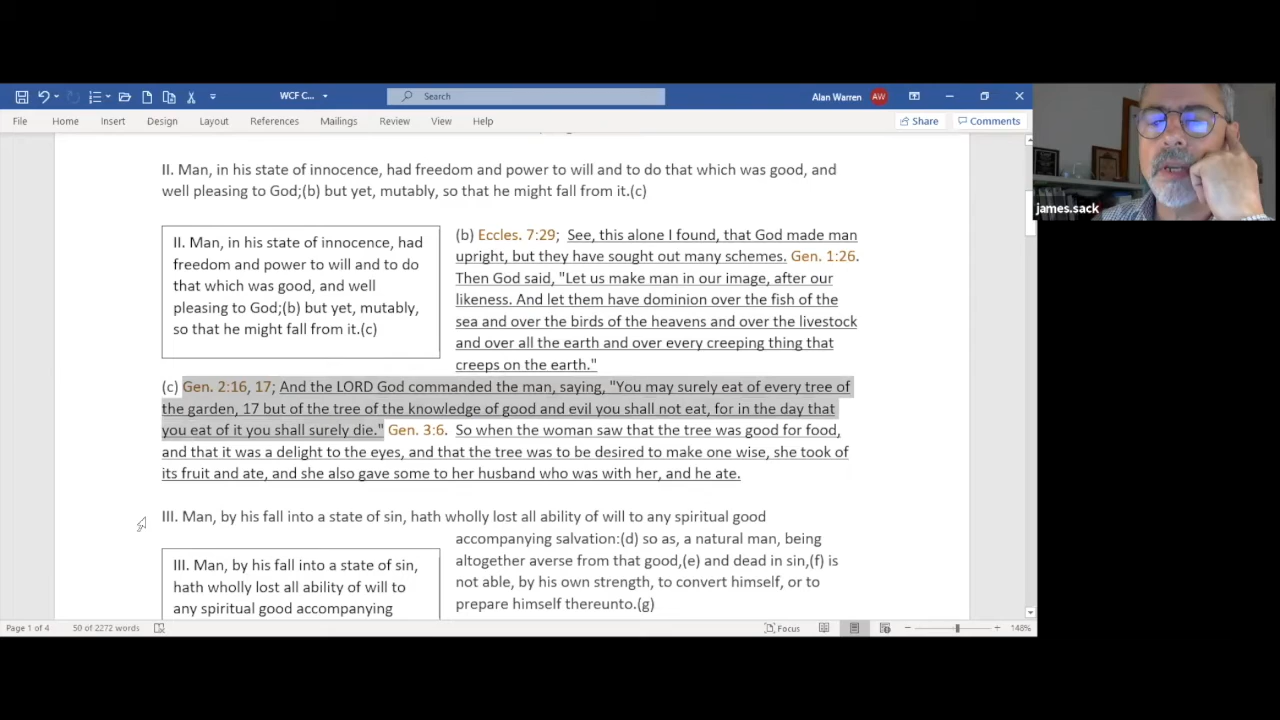 WCF C...
Search
Alan Warren AW
File Home Insert Design Layout References Mailings Review View Help Share Comments
II. Man, in his state of innocence, had freedom and power to will and to do that which was good, and
well pleasing to God;(b) but yet, mutably, so that he might fall from it.(c)
II. Man, in his state of innocence, had
freedom and power to will and to do
that which was good, and well
pleasing to God;(b) but yet, mutably,
so that he might fall from it.(c)
(b) Eccles. 7:29; See, this alone I found, that God made man
upright, but they have sought out many schemes. Gen. 1:26.
Then God said, "Let us make man in our image, after our
likeness. And let them have dominion over the fish of the
sea and over the birds of the heavens and over the livestock
and over all the earth and over every creeping thing that
creeps on the earth."
(c) Gen. 2:16, 17; And the LORD God commanded the man, saying, "You may surely eat of every tree of
the garden, 17 but of the tree of the knowledge of good and evil you shall not eat, for in the day that
you eat of it you shall surely die." Gen. 3:6. So when the woman saw that the tree was good for food,
and that it was a delight to the eyes, and that the tree was to be desired to make one wise, she took of
its fruit and ate, and she also gave some to her husband who was with her, and he ate.
III. Man, by his fall into a state of sin, hath wholly lost all ability of will to any spiritual good
accompanying salvation:(d) so as, a natural man, being
altogether averse from that good,(e) and dead in sin,(f) is
not able, by his own strength, to convert himself, or to
prepare himself thereunto.(g)
III. Man, by his fall into a state of sin,
hath wholly lost all ability of will to
any spiritual good accompanying
Page 1 of 4 50 of 2272 words Focus 148%
james.sack